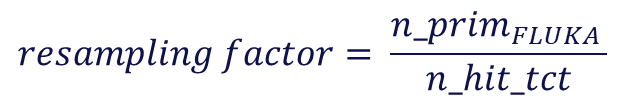 resampling factor = n_prim_FLUKA / n_hit_tct